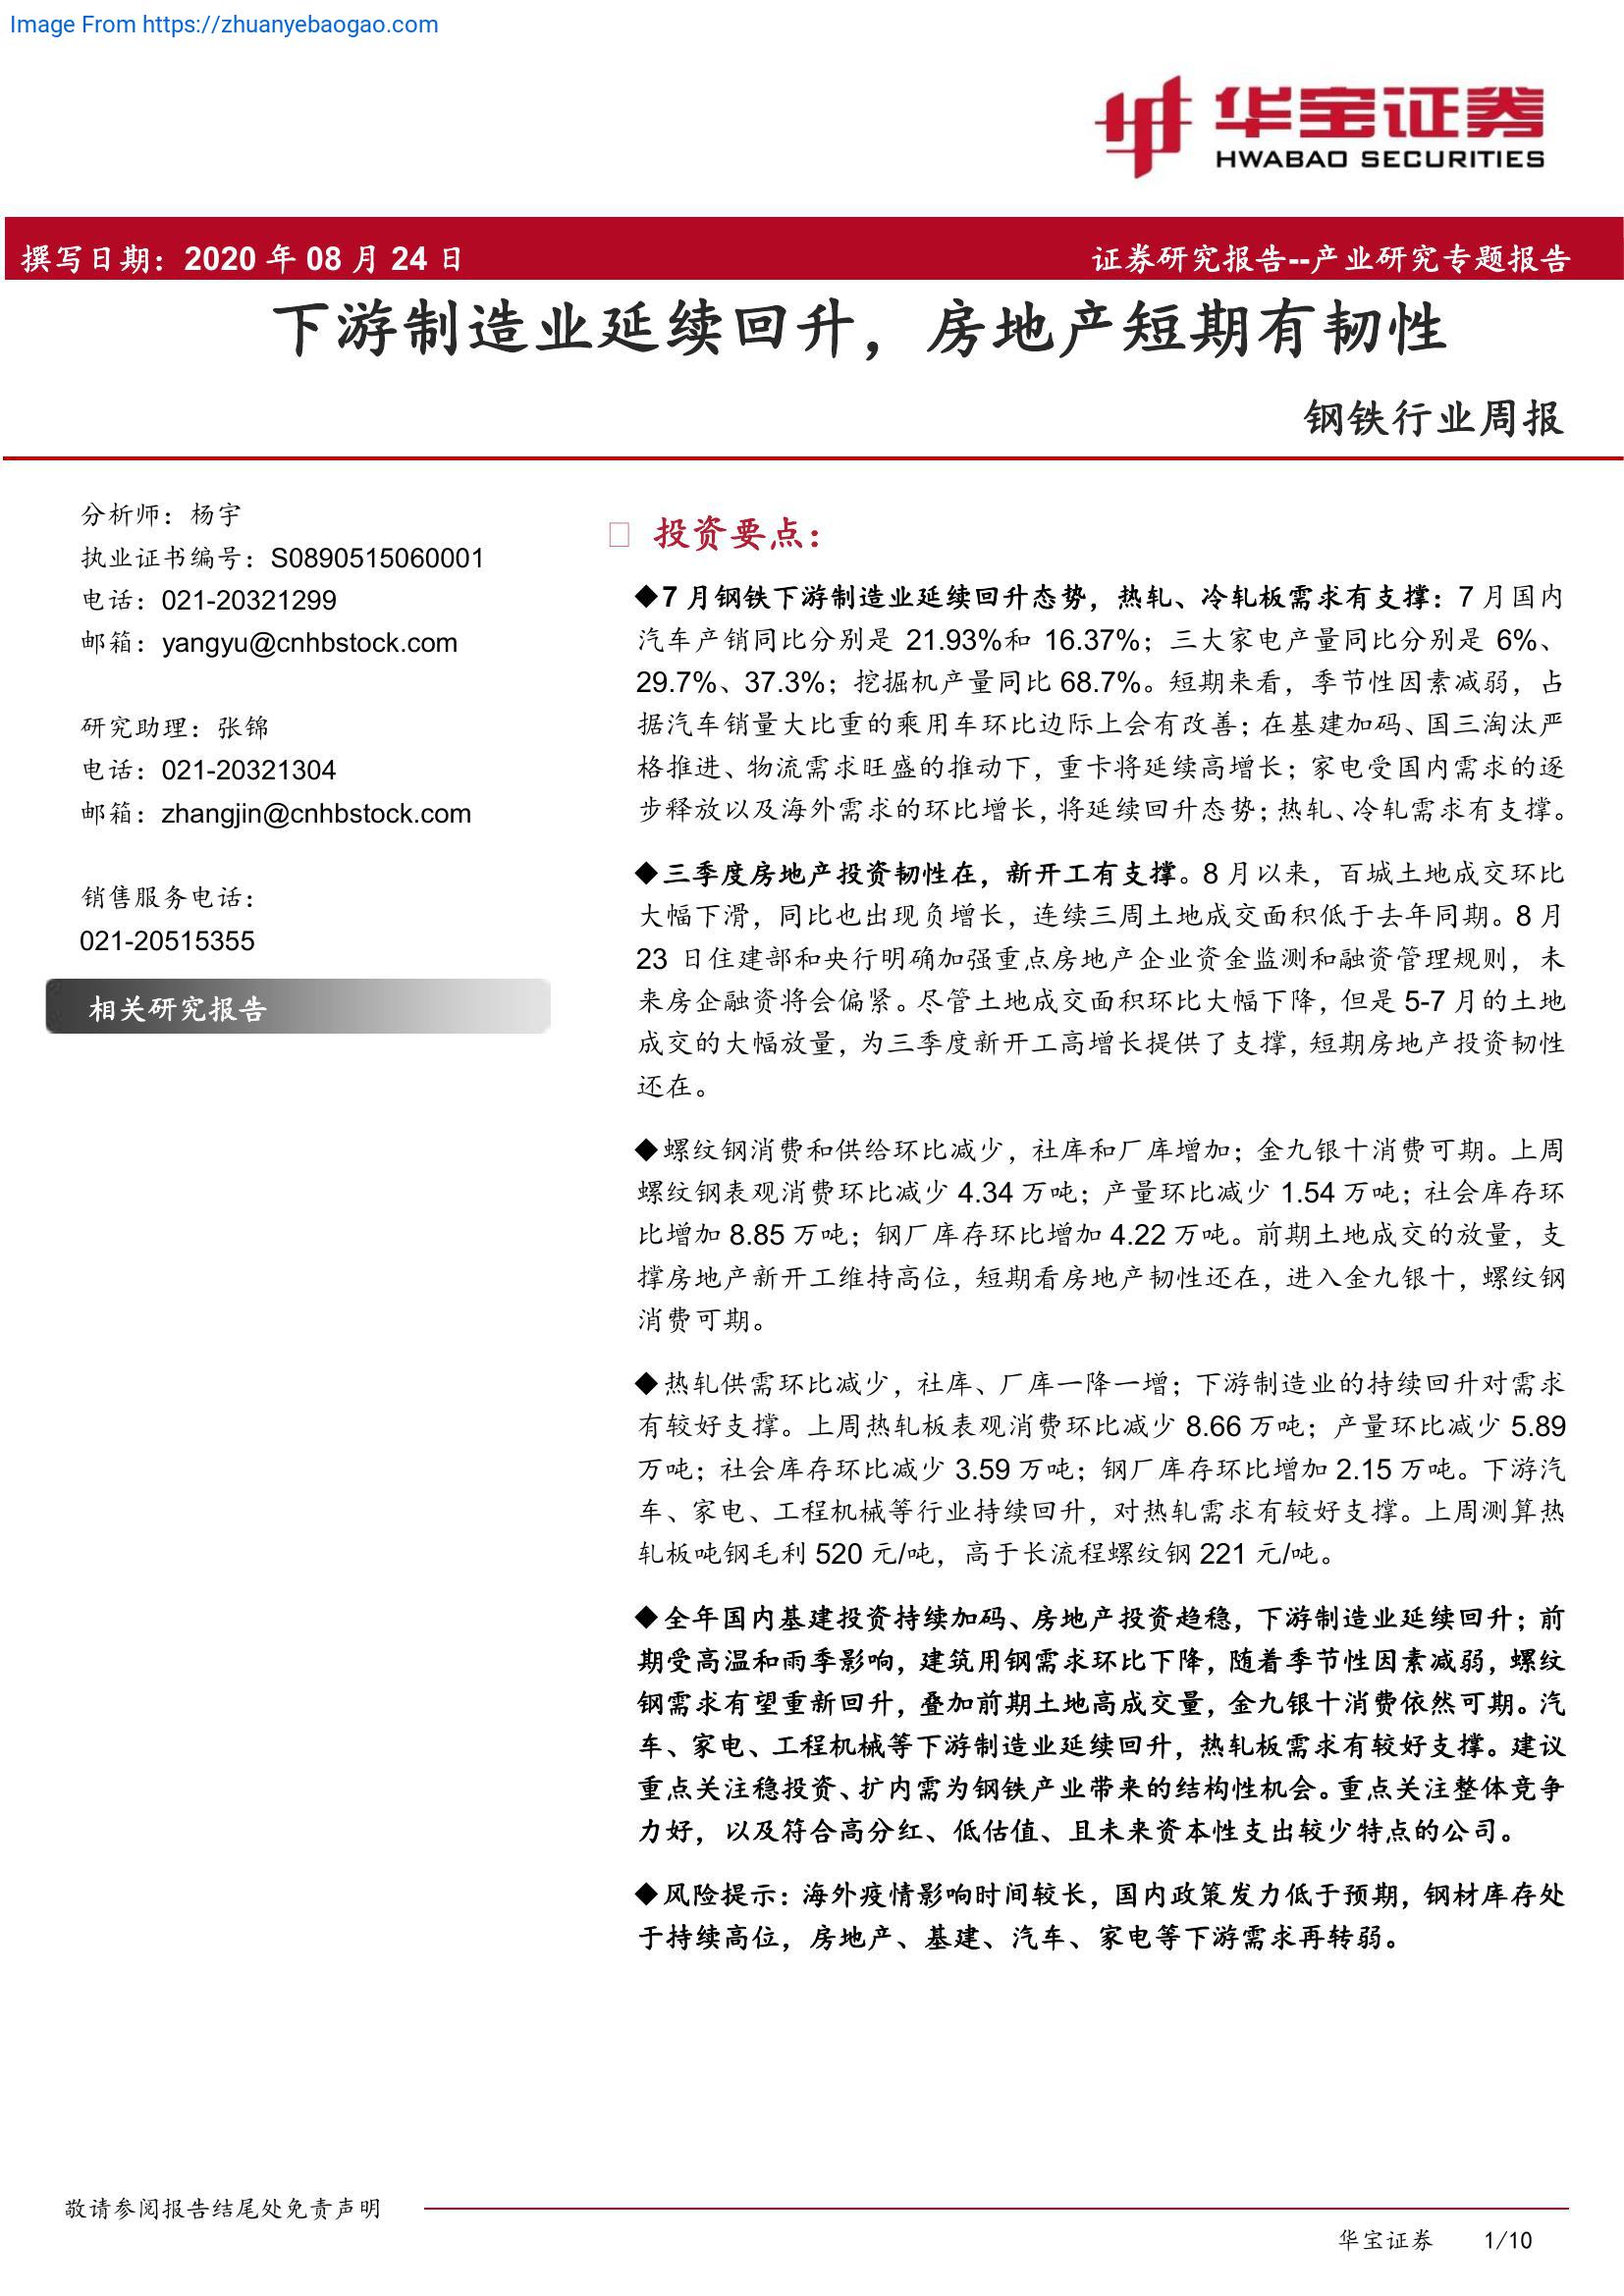 Image From https://zhuanyebaogao.com
华宝证券
HWABAO SECURITIES
撰写日期：2020 年 08 月 24 日
证券研究报告--产业研究专题报告
下游制造业延续回升，房地产短期有韧性
钢铁行业周报
分析师：杨宇
执业证书编号：S0890515060001
电话：021-20321299
邮箱：yangyu@cnhbstock.com
研究助理：张锦
电话：021-20321304
邮箱：zhangjin@cnhbstock.com
销售服务电话：
021-20515355
相关研究报告
投资要点：
◆7 月钢铁下游制造业延续回升态势，热轧、冷轧板需求有支撑：7 月国内
汽车产销同比分别是 21.93%和 16.37%；三大家电产量同比分别是 6%、
29.7%、37.3%；挖掘机产量同比 68.7%。短期来看，季节性因素减弱，占
据汽车销量大比重的乘用车环比边际上会有改善；在基建加码、国三淘汰严
格推进、物流需求旺盛的推动下，重卡将延续高增长；家电受国内需求的逐
步释放以及海外需求的环比增长，将延续回升态势；热轧、冷轧需求有支撑。
◆三季度房地产投资韧性在，新开工有支撑。8 月以来，百城土地成交环比
大幅下滑，同比也出现负增长，连续三周土地成交面积低于去年同期。8 月
23 日住建部和央行明确加强重点房地产企业资金监测和融资管理规则，未
来房企融资将会偏紧。尽管土地成交面积环比大幅下降，但是 5-7 月的土地
成交的大幅放量，为三季度新开工高增长提供了支撑，短期房地产投资韧性
还在。
◆螺纹钢消费和供给环比减少，社库和厂库增加；金九银十消费可期。上周
螺纹钢表观消费环比减少 4.34 万吨；产量环比减少 1.54 万吨；社会库存环
比增加 8.85 万吨；钢厂库存环比增加 4.22 万吨。前期土地成交的放量，支
撑房地产新开工维持高位，短期看房地产韧性还在，进入金九银十，螺纹钢
消费可期。
◆热轧供需环比减少，社库、厂库一降一增；下游制造业的持续回升对需求
有较好支撑。上周热轧板表观消费环比减少 8.66 万吨；产量环比减少 5.89
万吨；社会库存环比减少 3.59 万吨；钢厂库存环比增加 2.15 万吨。下游汽
车、家电、工程机械等行业持续回升，对热轧需求有较好支撑。上周测算热
轧板吨钢毛利 520 元/吨，高于长流程螺纹钢 221 元/吨。
◆全年国内基建投资持续加码、房地产投资趋稳，下游制造业延续回升；前
期受高温和雨季影响，建筑用钢需求环比下降，随着季节性因素减弱，螺纹
钢需求有望重新回升，叠加前期土地高成交量，金九银十消费依然可期。汽
车、家电、工程机械等下游制造业延续回升，热轧板需求有较好支撑。建议
重点关注稳投资、扩内需为钢铁产业带来的结构性机会。重点关注整体竞争
力好，以及符合高分红、低估值、且未来资本性支出较少特点的公司。
◆风险提示：海外疫情影响时间较长，国内政策发力低于预期，钢材库存处
于持续高位，房地产、基建、汽车、家电等下游需求再转弱。
敬请参阅报告结尾处免责声明
华宝证券 1/10